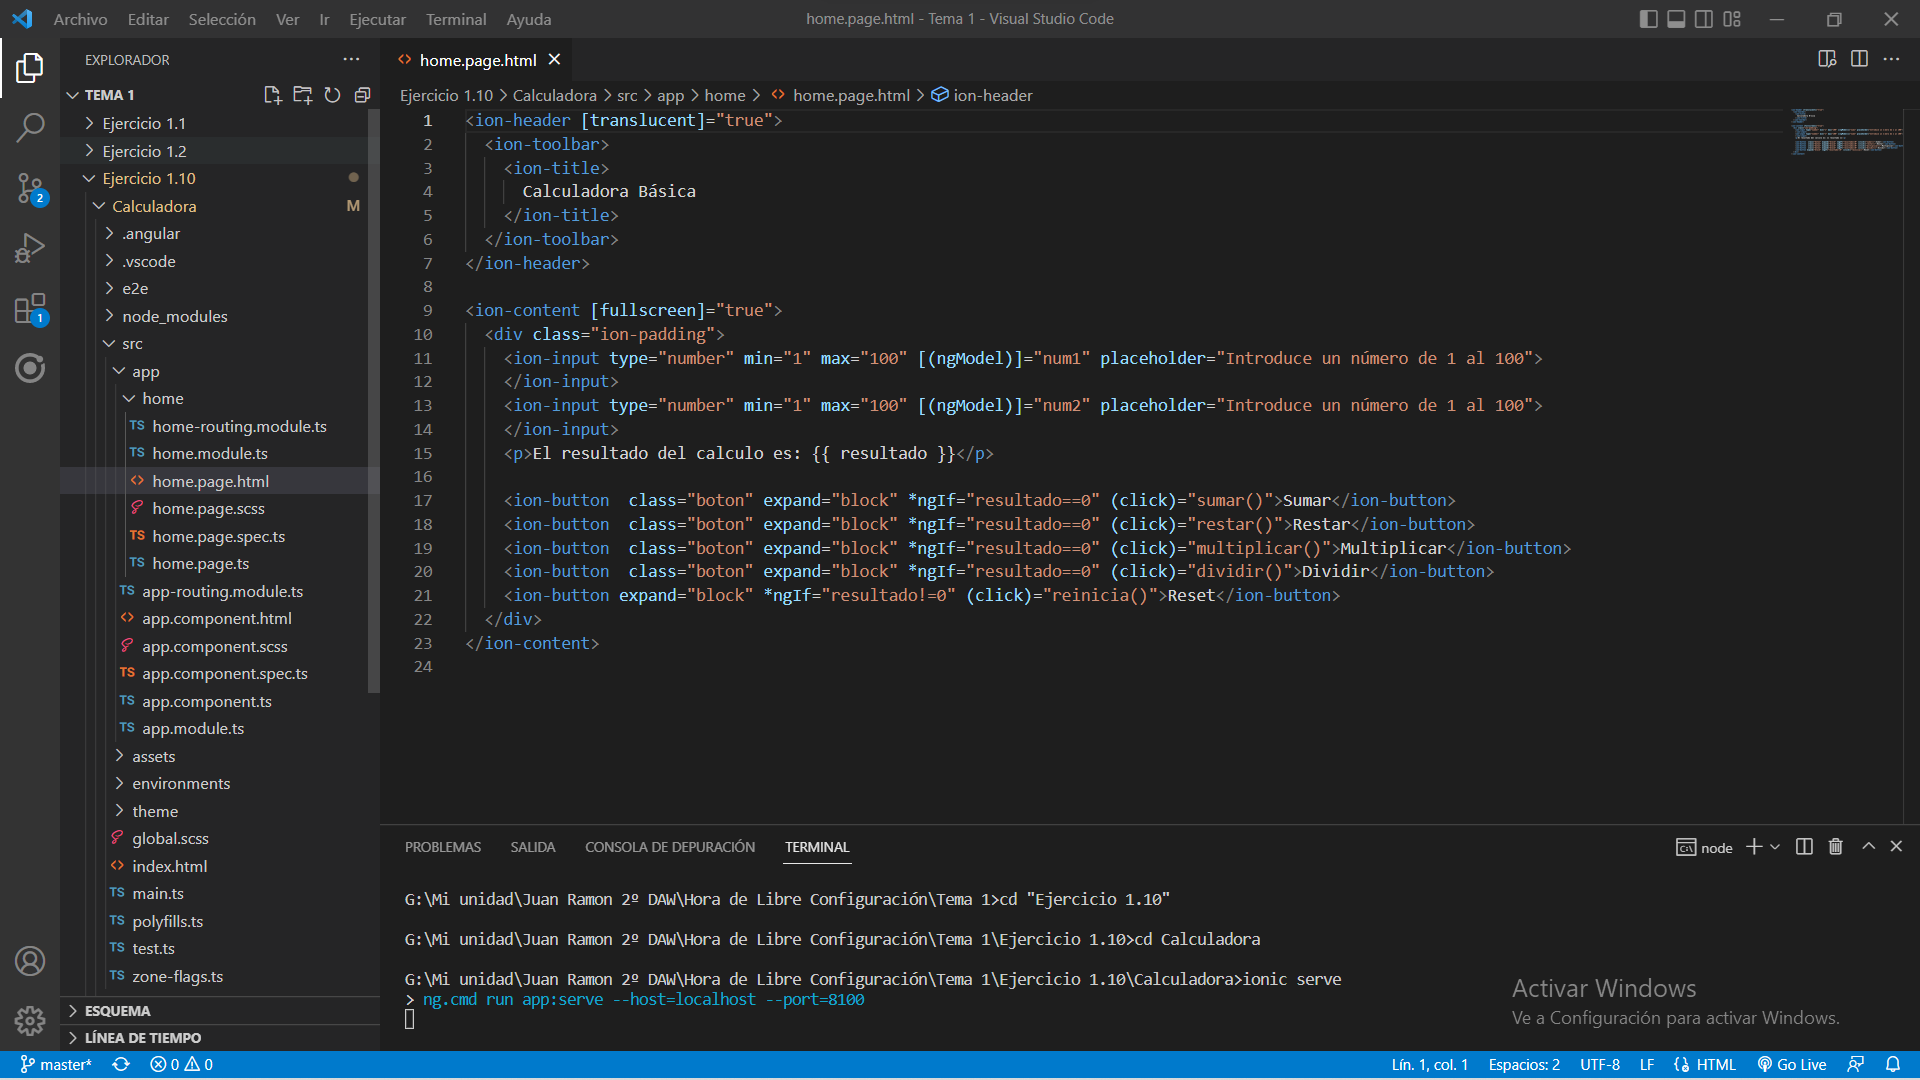 Archivo Editar Selección Ver Ir Ejecutar Terminal Ayuda
home.page.html - Tema 1 - Visual Studio Code
EXPLORADOR
TEMA 1
Ejercicio 1.1
Ejercicio 1.2
Ejercicio 1.10
Calculadora M
.angular
.vscode
e2e
node_modules
src
app
home
TS home-routing.module.ts
TS home.module.ts
home.page.html
home.page.scss
TS home.page.spec.ts
TS home.page.ts
TS app-routing.module.ts
app.component.html
app.component.scss
TS app.component.spec.ts
TS app.component.ts
TS app.module.ts
assets
environments
theme
global.scss
index.html
TS main.ts
TS polyfills.ts
TS test.ts
TS zone-flags.ts
ESQUEMA
LÍNEA DE TIEMPO
2
1
home.page.html
Ejercicio 1.10 > Calculadora > src > app > home > home.page.html > ion-header
1 <ion-header [translucent]="true">
2 <ion-toolbar>
3 <ion-title>
4 Calculadora Básica
5 </ion-title>
6 </ion-toolbar>
7 </ion-header>
8
9 <ion-content [fullscreen]="true">
10 <div class="ion-padding">
11 <ion-input type="number" min="1" max="100" [(ngModel)]="num1" placeholder="Introduce un número de 1 al 100">
12 </ion-input>
13 <ion-input type="number" min="1" max="100" [(ngModel)]="num2" placeholder="Introduce un número de 1 al 100">
14 </ion-input>
15 <p>El resultado del calculo es: {{ resultado }}</p>
16
17 <ion-button  class="boton" expand="block" *ngIf="resultado==0" (click)="sumar()">Sumar</ion-button>
18 <ion-button  class="boton" expand="block" *ngIf="resultado==0" (click)="restar()">Restar</ion-button>
19 <ion-button  class="boton" expand="block" *ngIf="resultado==0" (click)="multiplicar()">Multiplicar</ion-button>
20 <ion-button  class="boton" expand="block" *ngIf="resultado==0" (click)="dividir()">Dividir</ion-button>
21 <ion-button expand="block" *ngIf="resultado!=0" (click)="reinicia()">Reset</ion-button>
22 </div>
23 </ion-content>
24
PROBLEMAS SALIDA CONSOLA DE DEPURACIÓN TERMINAL
node
G:\Mi unidad\Juan Ramon 2º DAW\Hora de Libre Configuración\Tema 1>cd "Ejercicio 1.10"
G:\Mi unidad\Juan Ramon 2º DAW\Hora de Libre Configuración\Tema 1\Ejercicio 1.10>cd Calculadora
G:\Mi unidad\Juan Ramon 2º DAW\Hora de Libre Configuración\Tema 1\Ejercicio 1.10\Calculadora>ionic serve
> ng.cmd run app:serve --host=localhost --port=8100
Activar Windows
Ve a Configuración para activar Windows.
master* 0 0
Lín. 1, col. 1 Espacios: 2 UTF-8 LF HTML Go Live